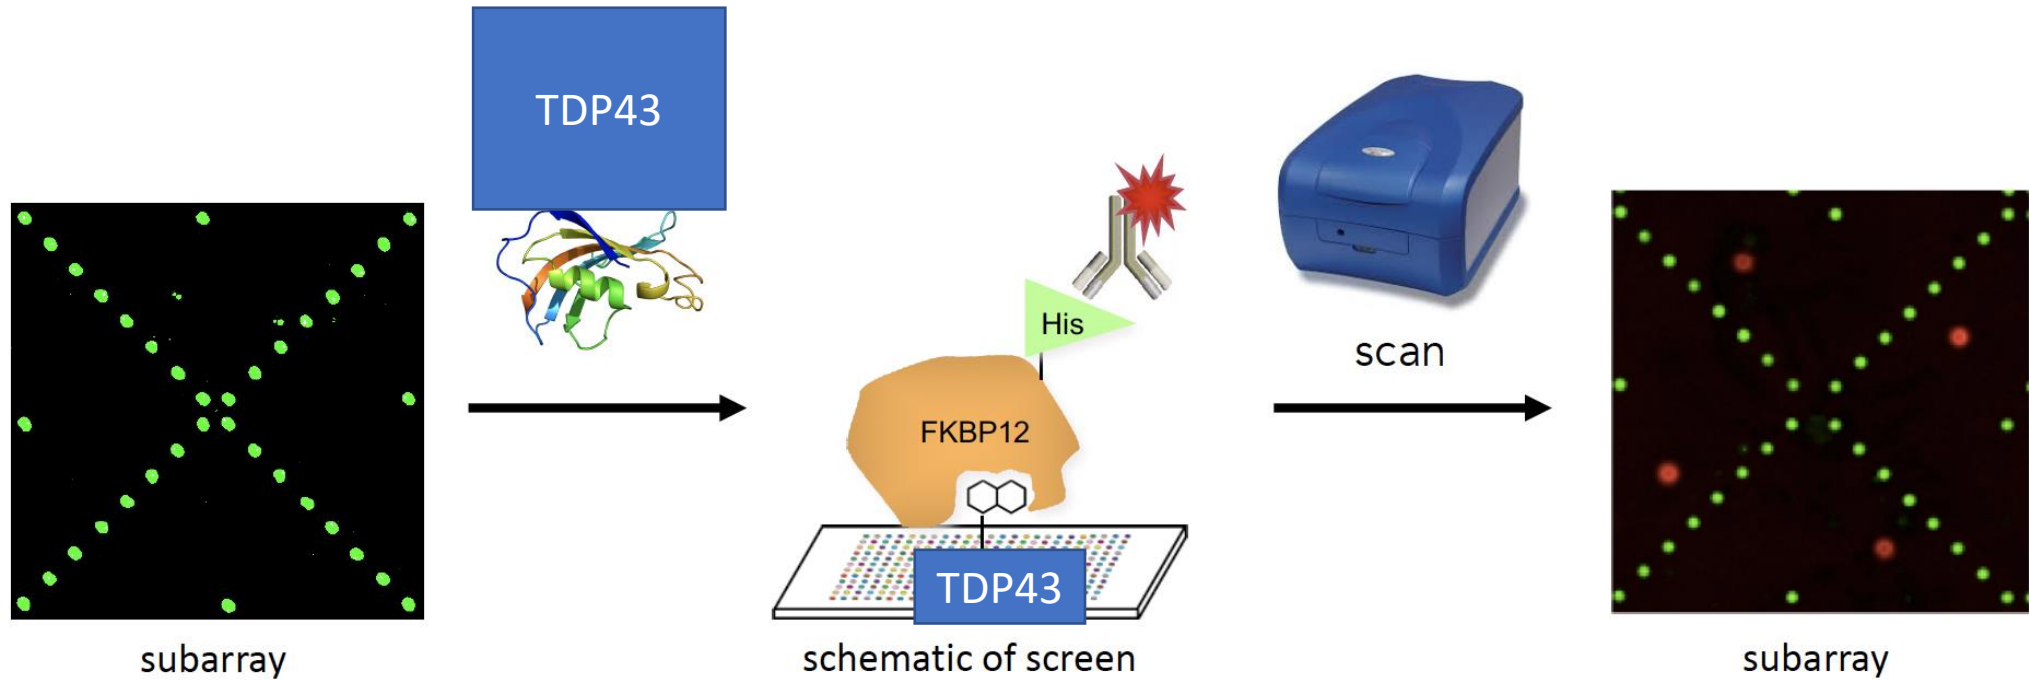 TDP43
His
FKBP12
TDP43
scan
subarray
schematic of screen
subarray